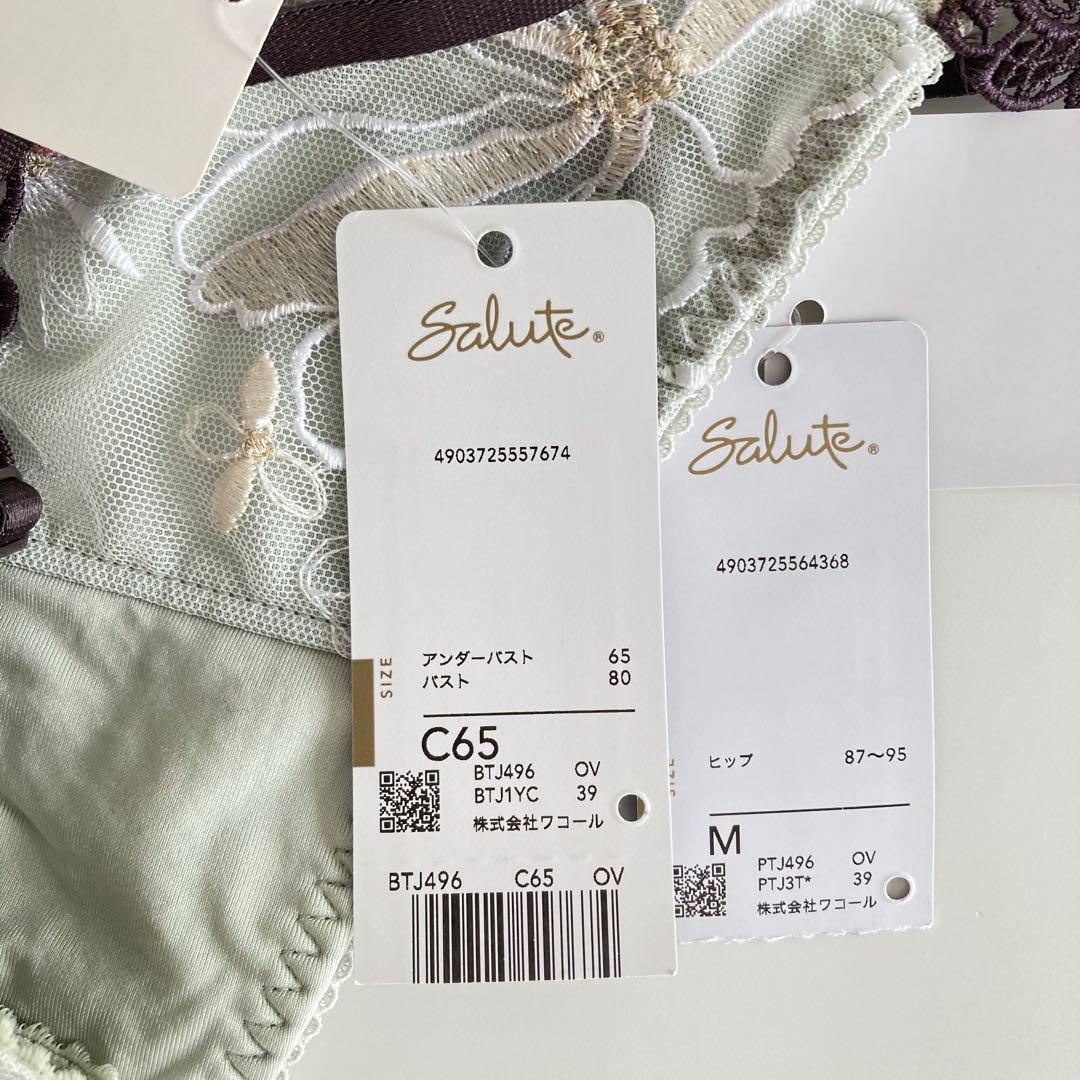 Salute®
4903725557674
SIZE
アンダーバスト 65
バスト 80
C65
BTJ496 OV
BTJ1YC 39
株式会社ワコール
BTJ496 C65 OV
Salute®
4903725564368
SIZE
ヒップ 87〜95
M
PTJ496 OV
PTJ3T* 39
株式会社ワコール